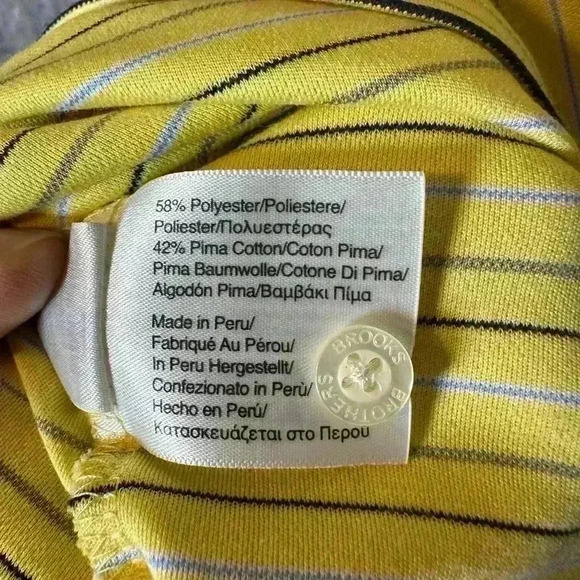 58% Polyester/Poliestere/
Poliester/Πολυεστέρας
42% Pima Cotton/Coton Pima/
Pima Baumwolle/Cotone Di Pima/
Algodón Pima/Βαμβάκι Πίμα
Made in Peru/
Fabriqué Au Pérou/
In Peru Hergestellt/
Confezionato in Perù/
Hecho en Perú/
Κατασκευάζεται στο Περου
BROOKS
BROTHERS